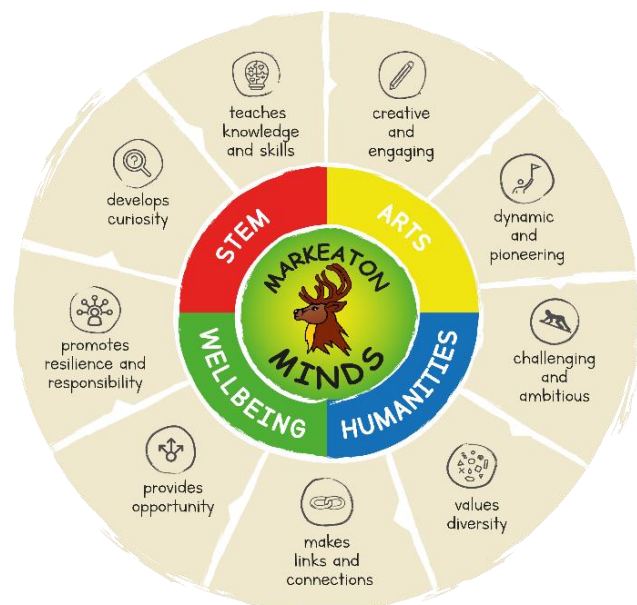 teaches
knowledge
and skills
creative
and
engaging
dynamic
and
pioneering
challenging
and
ambitious
values
diversity
makes
links and
connections
provides
opportunity
promotes
resilience and
responsibility
develops
curiosity
STEM
ARTS
HUMANITIES
WELLBEING
MARKEATON
MINDS
?